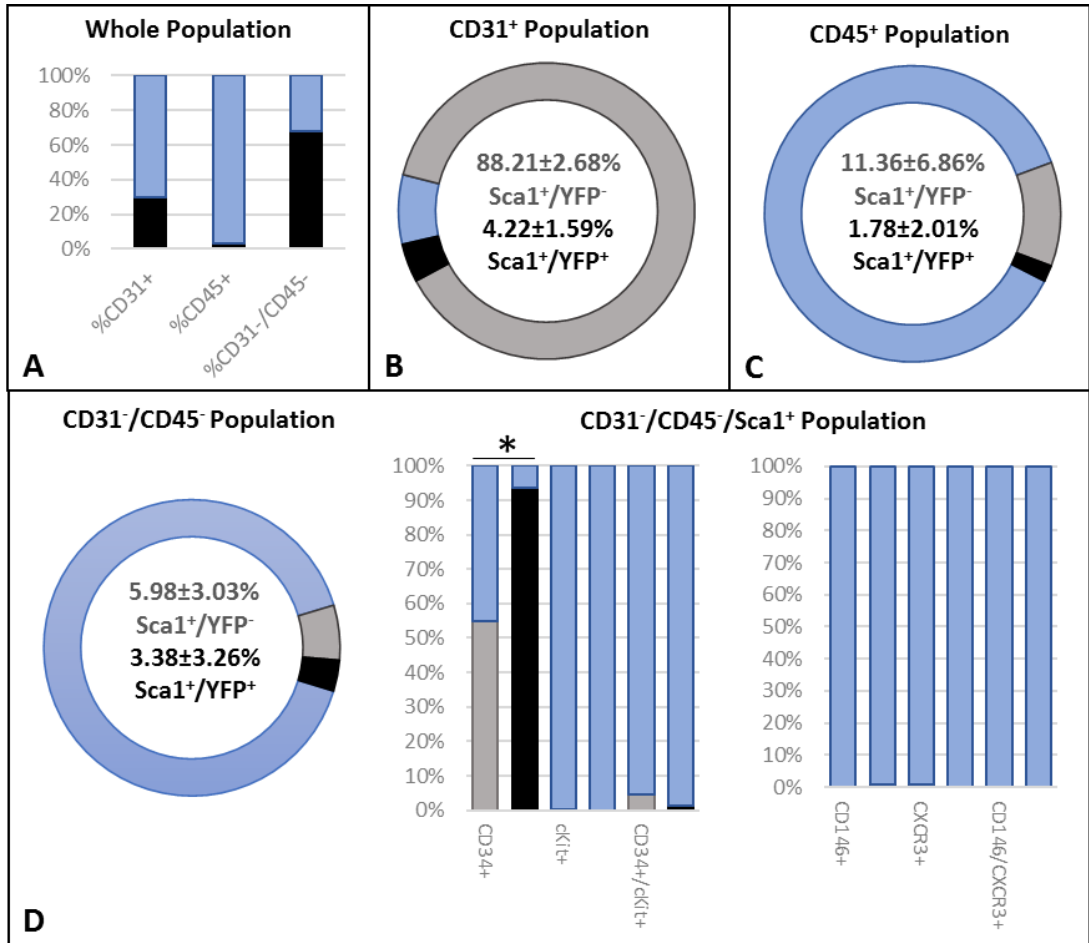 Whole Population
100%
80%
60%
40%
20%
0%
%CD31+
%CD45+
%CD31-/CD45-
A
CD31⁺ Population
88.21±2.68%
Sca1⁺/YFP⁻
4.22±1.59%
Sca1⁺/YFP⁺
B
CD45⁺ Population
11.36±6.86%
Sca1⁺/YFP⁻
1.78±2.01%
Sca1⁺/YFP⁺
C
CD31⁻/CD45⁻ Population
5.98±3.03%
Sca1⁺/YFP⁻
3.38±3.26%
Sca1⁺/YFP⁺
CD31⁻/CD45⁻/Sca1⁺ Population
*
100%
90%
80%
70%
60%
50%
40%
30%
20%
10%
0%
CD34+
cKit+
CD34+/cKit+
100%
90%
80%
70%
60%
50%
40%
30%
20%
10%
0%
CD146+
CXCR3+
CD146/CXCR3+
D